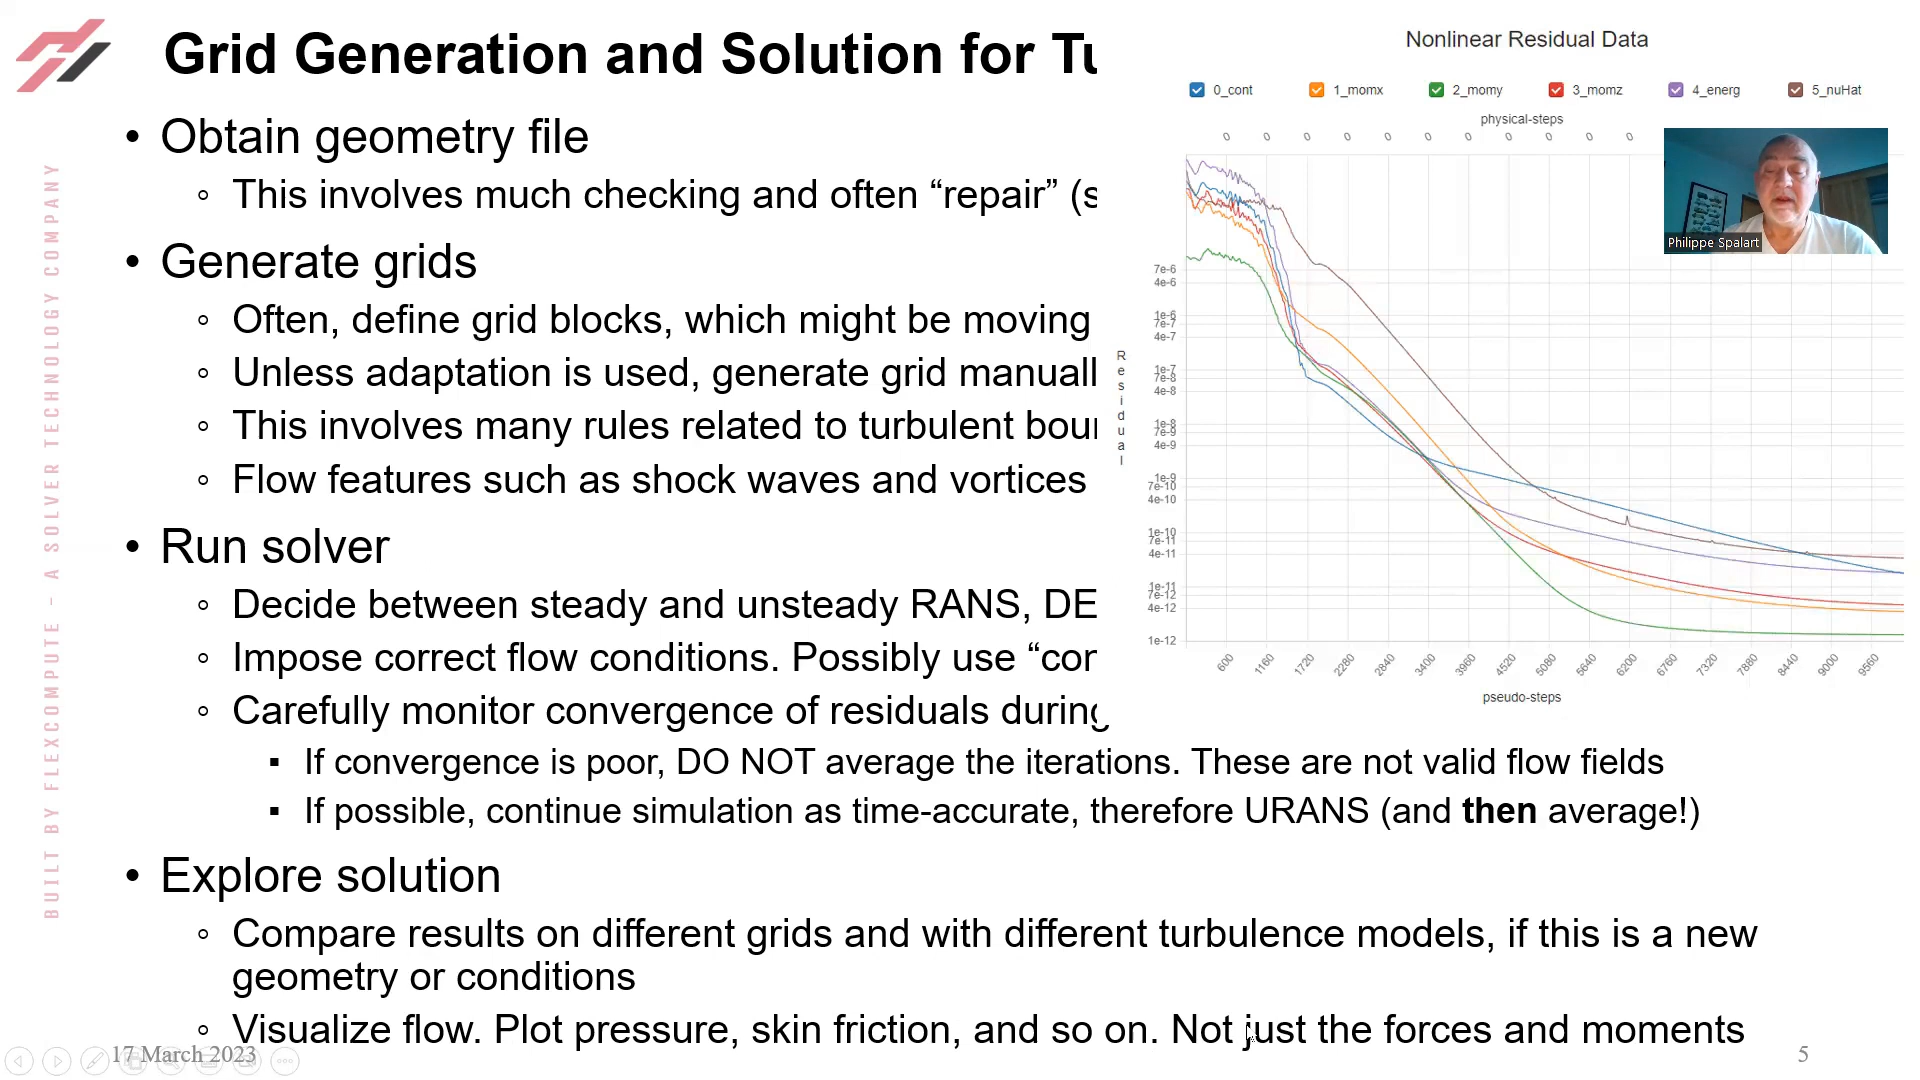 Grid Generation and Solution for Tu
• Obtain geometry file
◦ This involves much checking and often “repair” (s
• Generate grids
◦ Often, define grid blocks, which might be moving
◦ Unless adaptation is used, generate grid manuall
◦ This involves many rules related to turbulent bour
◦ Flow features such as shock waves and vortices
• Run solver
◦ Decide between steady and unsteady RANS, DE
◦ Impose correct flow conditions. Possibly use “cor
◦ Carefully monitor convergence of residuals during
▪ If convergence is poor, DO NOT average the iterations. These are not valid flow fields
▪ If possible, continue simulation as time-accurate, therefore URANS (and then average!)
• Explore solution
◦ Compare results on different grids and with different turbulence models, if this is a new
geometry or conditions
◦ Visualize flow. Plot pressure, skin friction, and so on. Not just the forces and moments
17 March 2023
5
BUILT BY FLEXCOMPUTE - A SOLVER TECHNOLOGY COMPANY
Nonlinear Residual Data
0_cont 1_momx 2_momy 3_momz 4_energ 5_nuHat
physical-steps
0 0 0 0 0 0 0 0 0 0 0
Philippe Spalart
Residual
7e-6
4e-6
1e-6
7e-7
4e-7
1e-7
7e-8
4e-8
1e-8
7e-9
4e-9
1e-9
7e-10
4e-10
1e-10
7e-11
4e-11
1e-11
7e-12
4e-12
1e-12
600 1160 1720 2280 2840 3400 3960 4520 5080 5640 6200 6760 7320 7880 8440 9000 9560
pseudo-steps